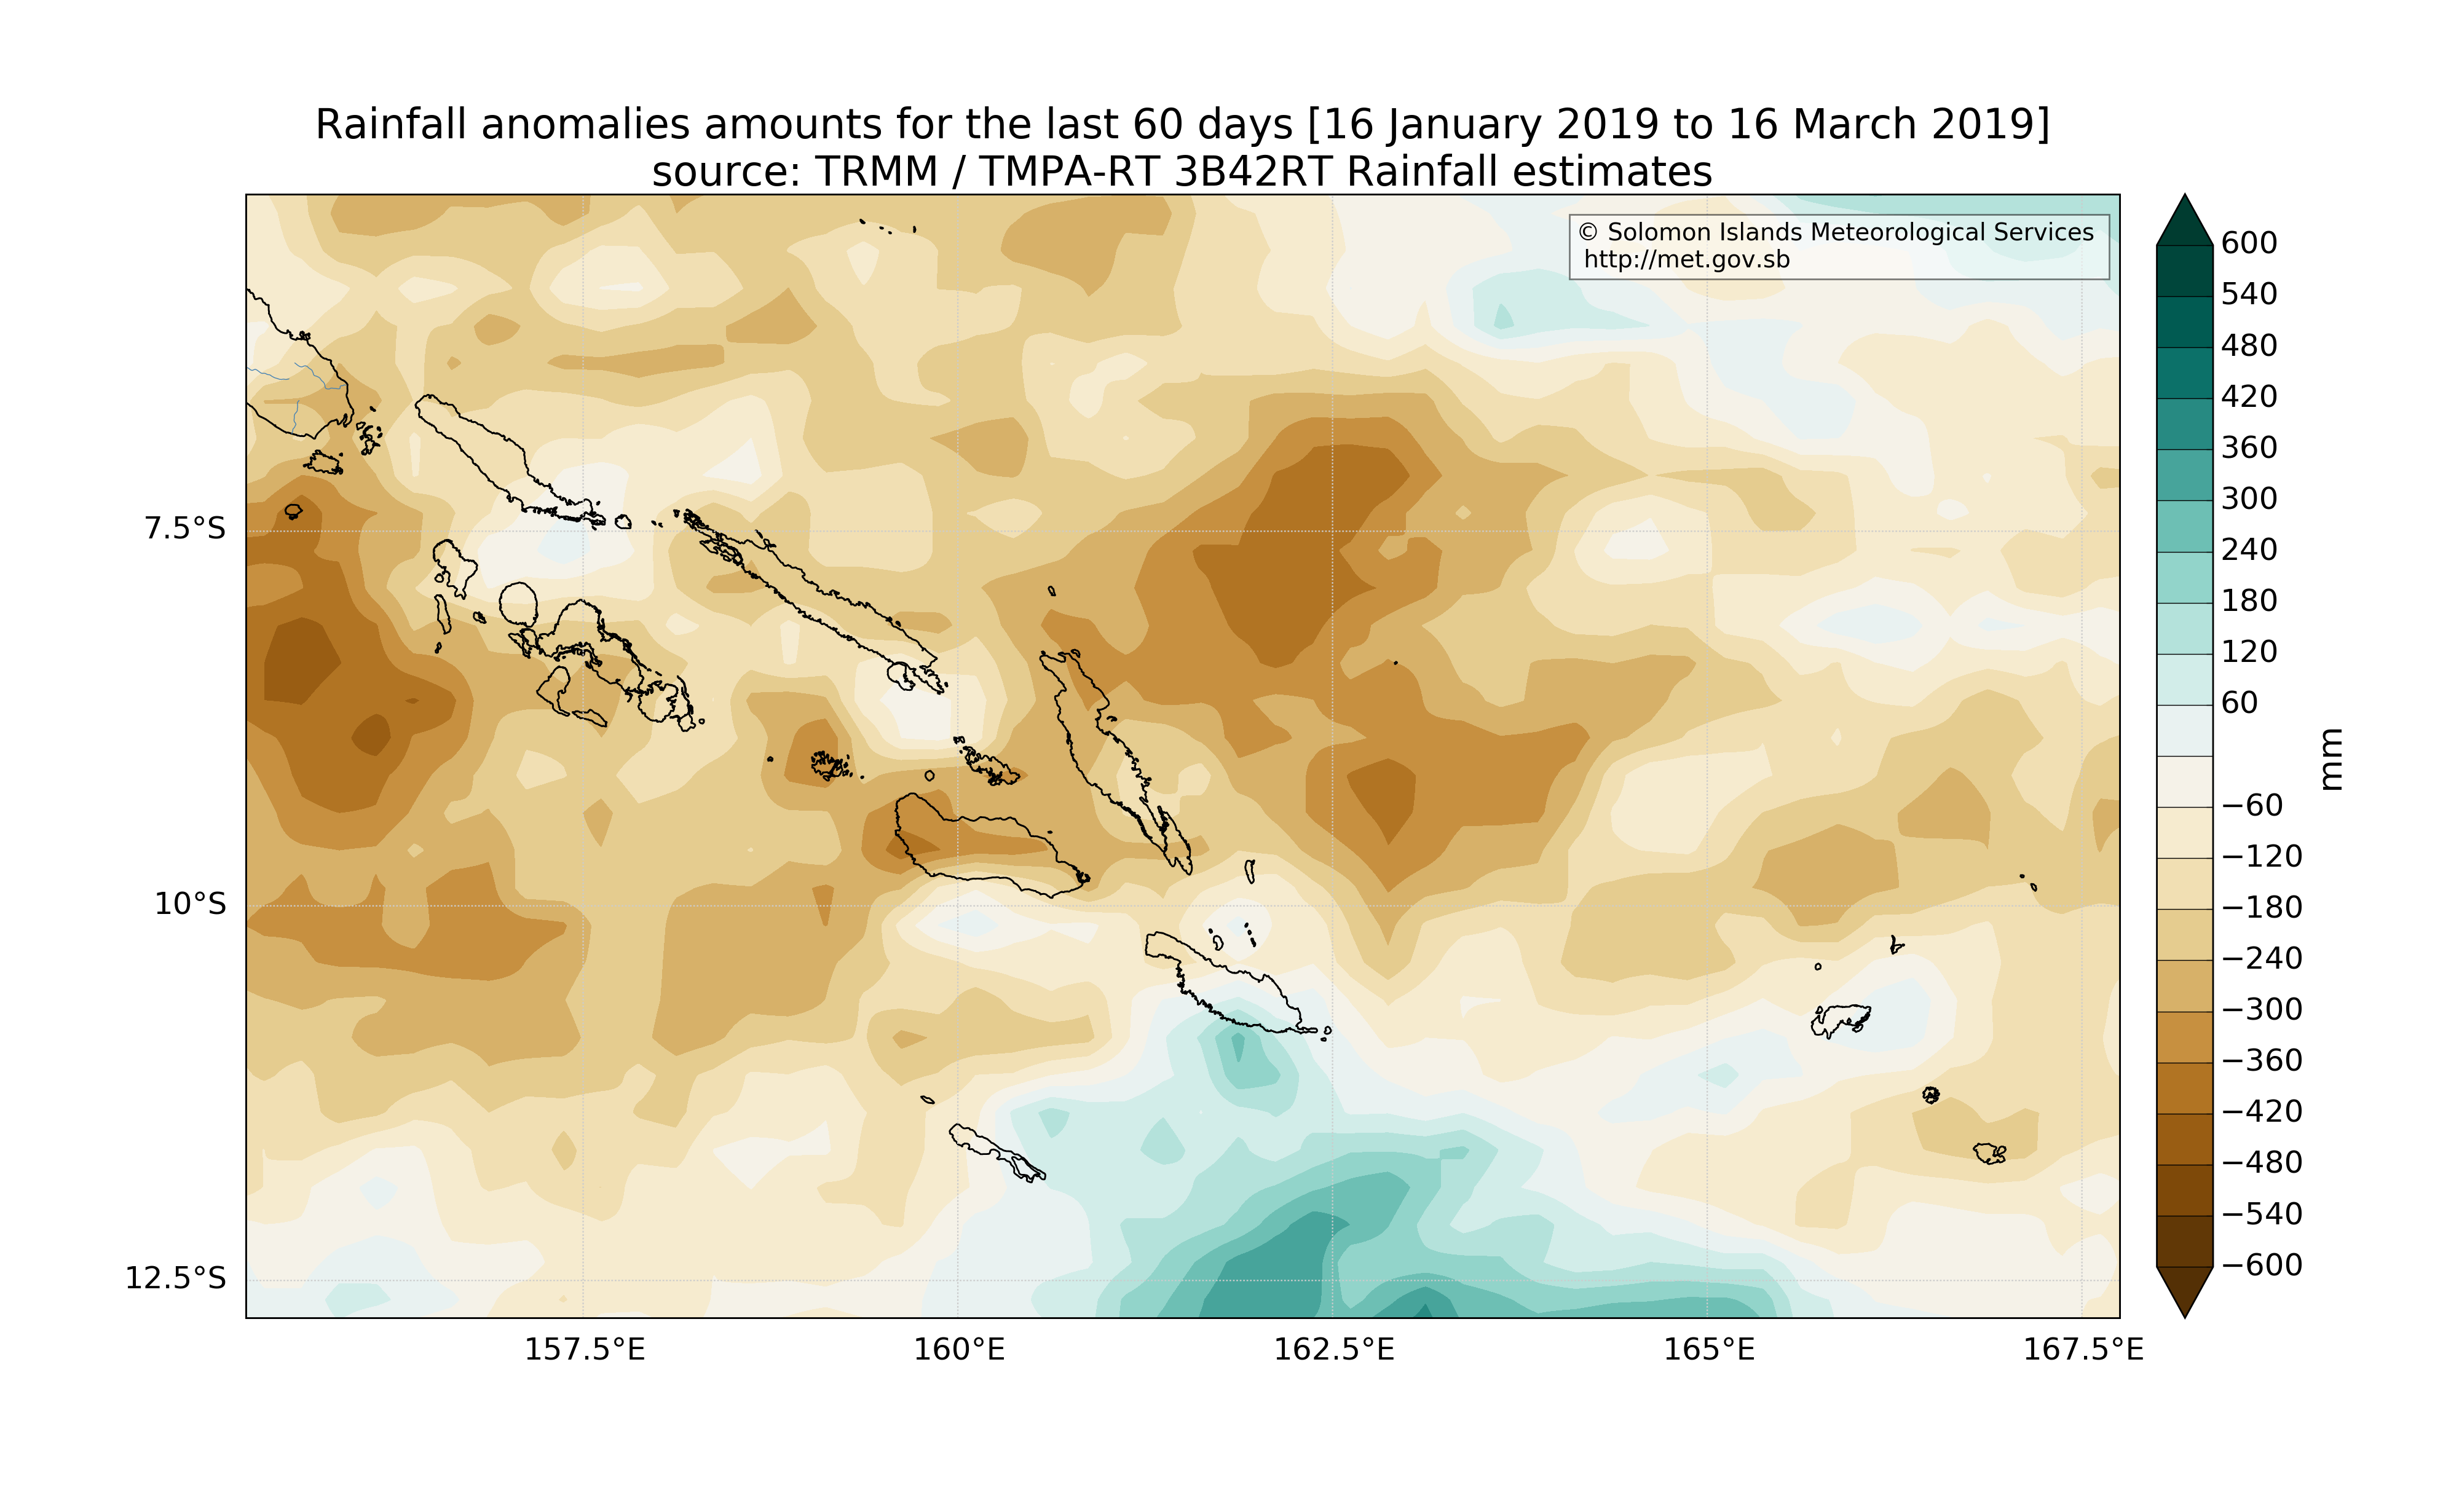 Rainfall anomalies amounts for the last 60 days [16 January 2019 to 16 March 2019]
source: TRMM / TMPA-RT 3B42RT Rainfall estimates
© Solomon Islands Meteorological Services
http://met.gov.sb
7.5°S
10°S
12.5°S
157.5°E
160°E
162.5°E
165°E
167.5°E
600
540
480
420
360
300
240
180
120
60
−60
−120
−180
−240
−300
−360
−420
−480
−540
−600
mm